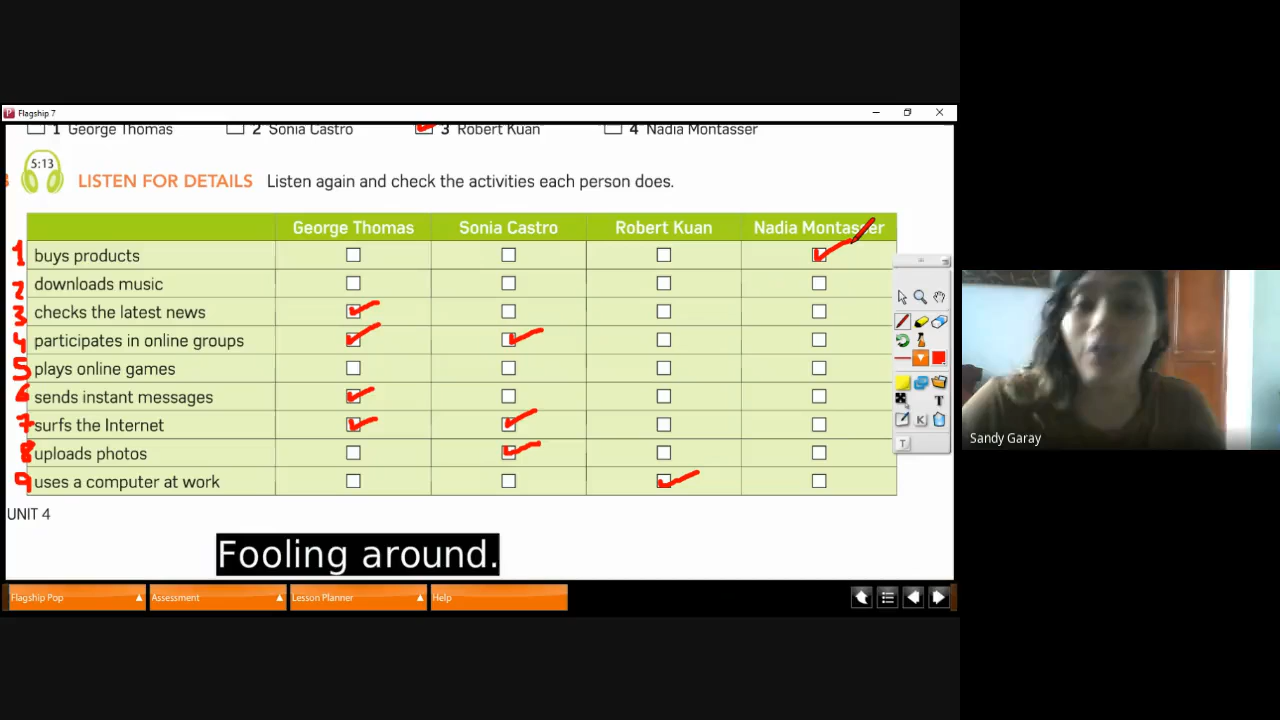 Flagship 7
1 George Thomas 2 Sonia Castro 3 Robert Kuan 4 Nadia Montasser
5:13
LISTEN FOR DETAILS Listen again and check the activities each person does.
George Thomas Sonia Castro Robert Kuan Nadia Montasser
1 buys products
2 downloads music
3 checks the latest news
4 participates in online groups
5 plays online games
6 sends instant messages
7 surfs the Internet
8 uploads photos
9 uses a computer at work
UNIT 4
Fooling around.
Flagship Pop Assessment Lesson Planner Help
T
K
T
Sandy Garay